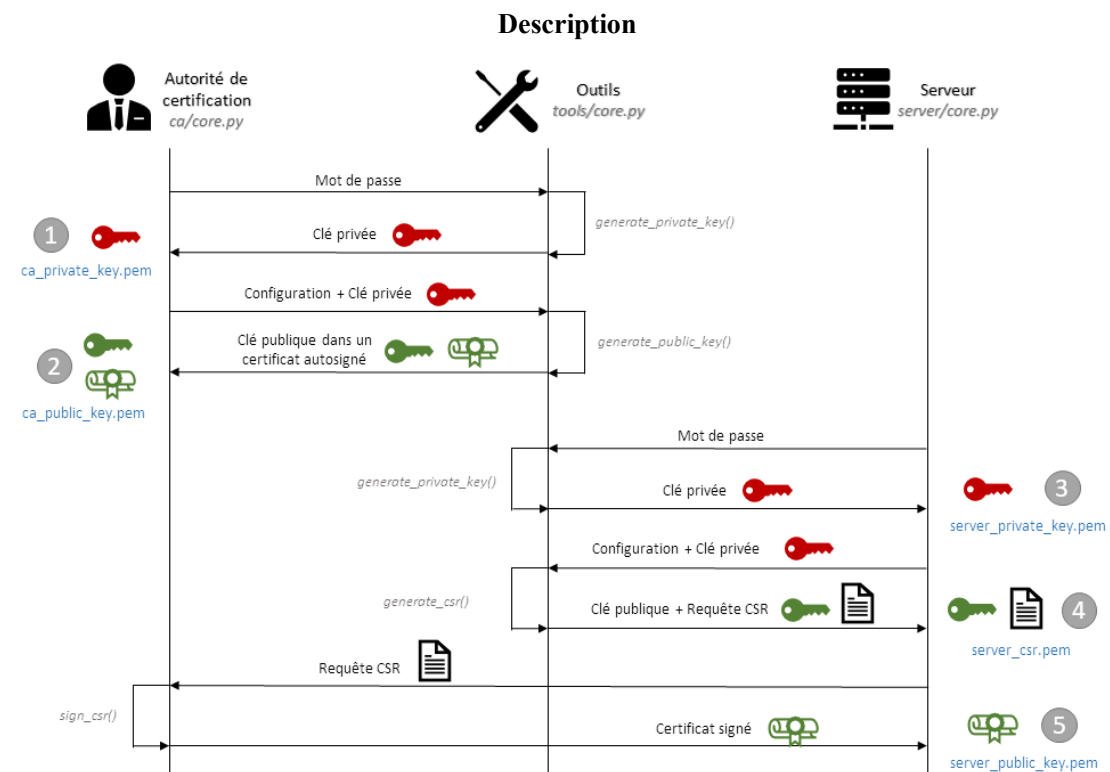 Description
Autorité de
certification
ca/core.py
Outils
tools/core.py
Serveur
server/core.py
Mot de passe
generate_private_key()
1
Clé privée
ca_private_key.pem
Configuration + Clé privée
Clé publique dans un
certificat autosigné
generate_public_key()
2
ca_public_key.pem
Mot de passe
generate_private_key()
Clé privée
3
server_private_key.pem
Configuration + Clé privée
generate_csr()
Clé publique + Requête CSR
4
server_csr.pem
Requête CSR
sign_csr()
Certificat signé
5
server_public_key.pem